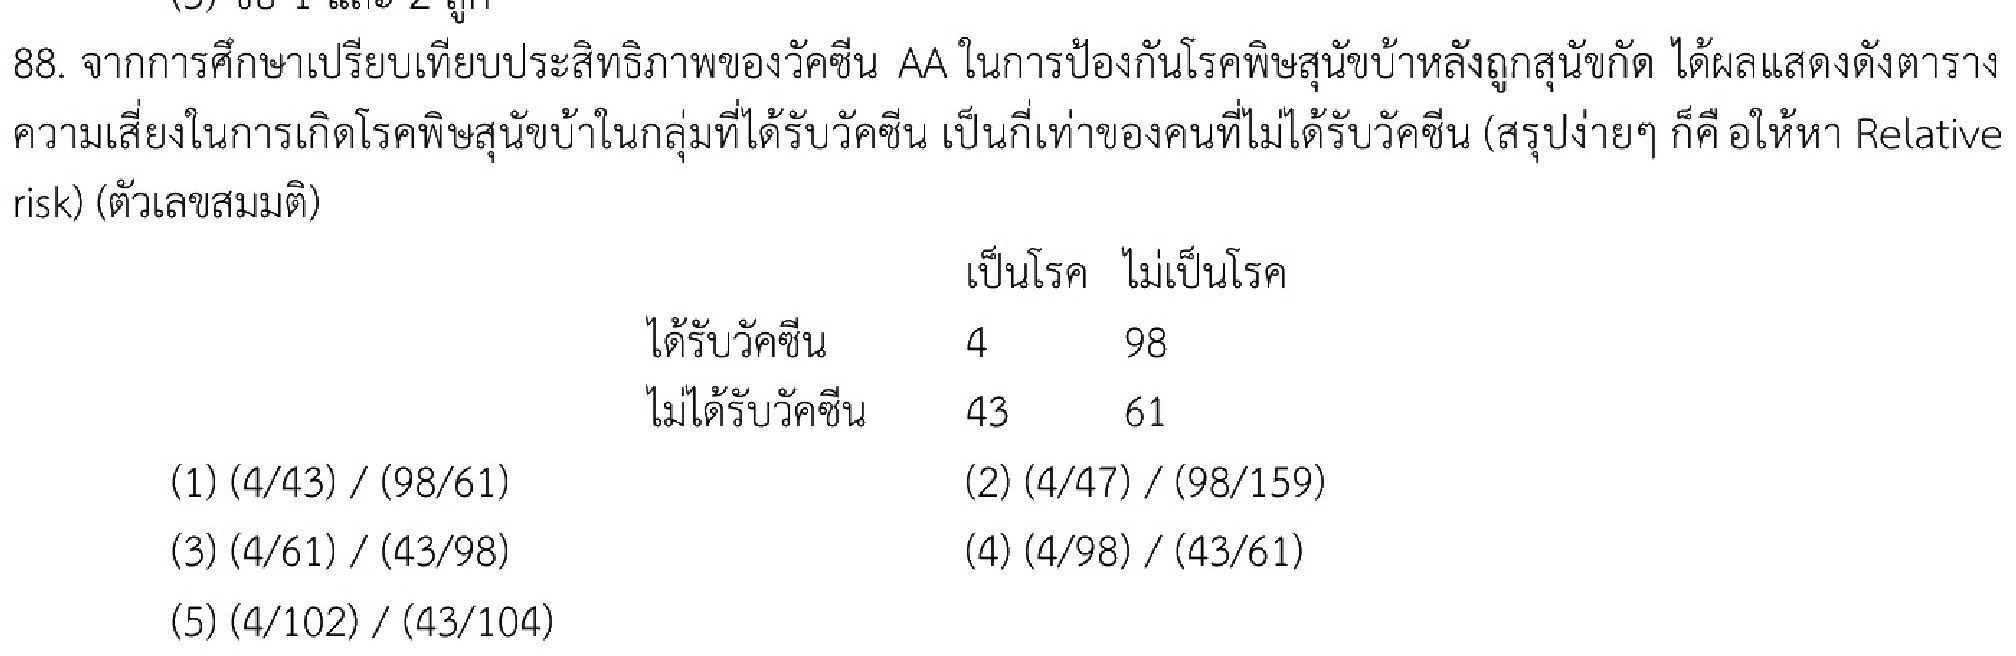 (3) ข้อ 1 และ 2 ถูก
88. จากการศึกษาเปรียบเทียบประสิทธิภาพของวัคซีน AA ในการป้องกันโรคพิษสุนัขบ้าหลังถูกสุนัขกัด ได้ผลแสดงดังตาราง
ความเสี่ยงในการเกิดโรคพิษสุนัขบ้าในกลุ่มที่ได้รับวัคซีน เป็นกี่เท่าของคนที่ไม่ได้รับวัคซีน (สรุปง่ายๆ ก็คือให้หา Relative
risk) (ตัวเลขสมมติ)
เป็นโรค ไม่เป็นโรค
ได้รับวัคซีน 4 98
ไม่ได้รับวัคซีน 43 61
(1) (4/43) / (98/61) (2) (4/47) / (98/159)
(3) (4/61) / (43/98) (4) (4/98) / (43/61)
(5) (4/102) / (43/104)